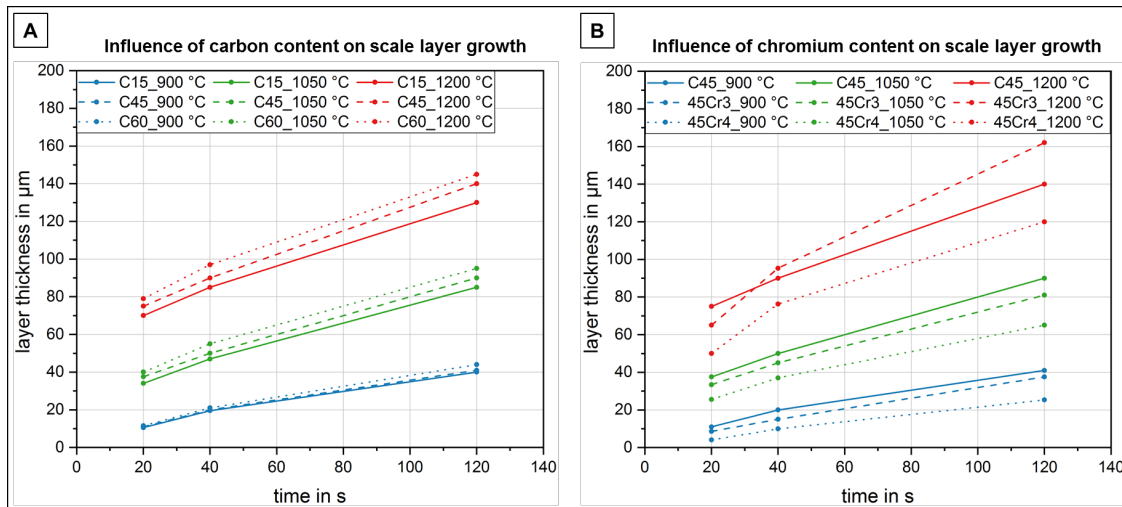 A
Influence of carbon content on scale layer growth
C15_900 °C C15_1050 °C C15_1200 °C
C45_900 °C C45_1050 °C C45_1200 °C
C60_900 °C C60_1050 °C C60_1200 °C
layer thickness in µm
200
180
160
140
120
100
80
60
40
20
0
0 20 40 60 80 100 120 140
time in s
B
Influence of chromium content on scale layer growth
C45_900 °C C45_1050 °C C45_1200 °C
45Cr3_900 °C 45Cr3_1050 °C 45Cr3_1200 °C
45Cr4_900 °C 45Cr4_1050 °C 45Cr4_1200 °C
layer thickness in µm
200
180
160
140
120
100
80
60
40
20
0
0 20 40 60 80 100 120 140
time in s